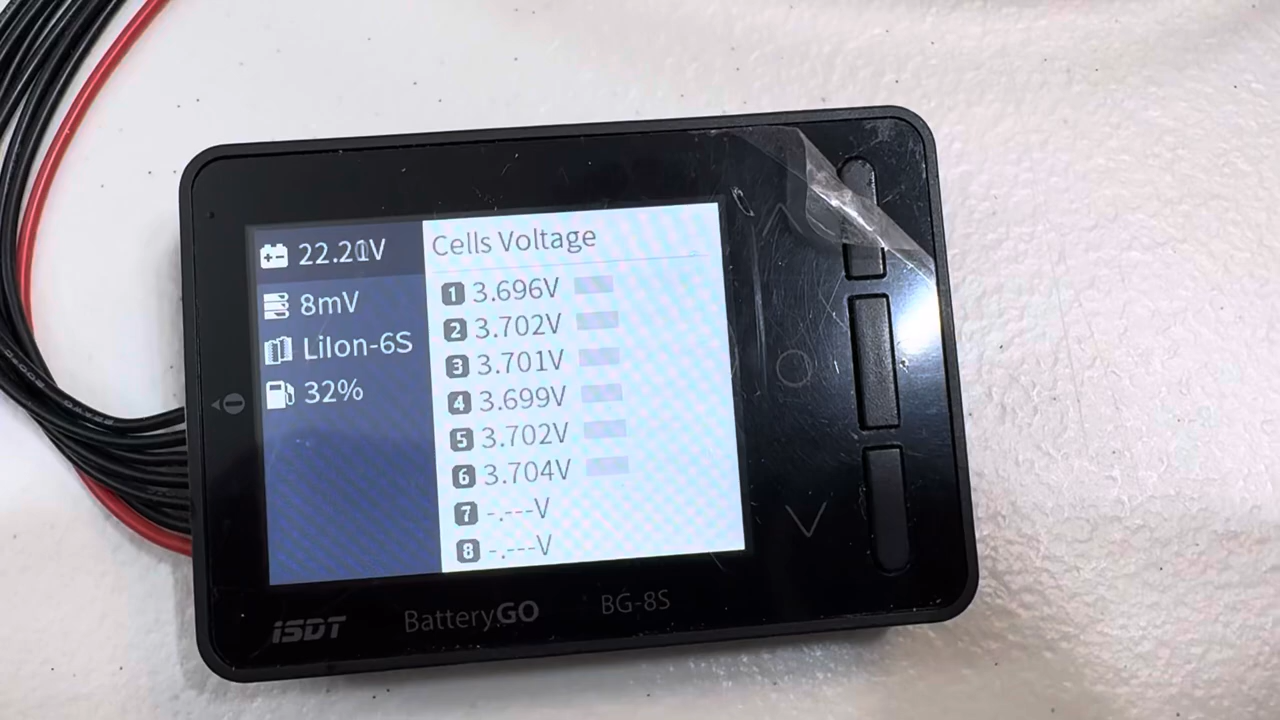 22.20V
8mV
LiIon-6S
32%
Cells Voltage
1 3.696V
2 3.702V
3 3.701V
4 3.699V
5 3.702V
6 3.704V
7 -.---V
8 -.---V
iSDT
BatteryGO
BG-8S